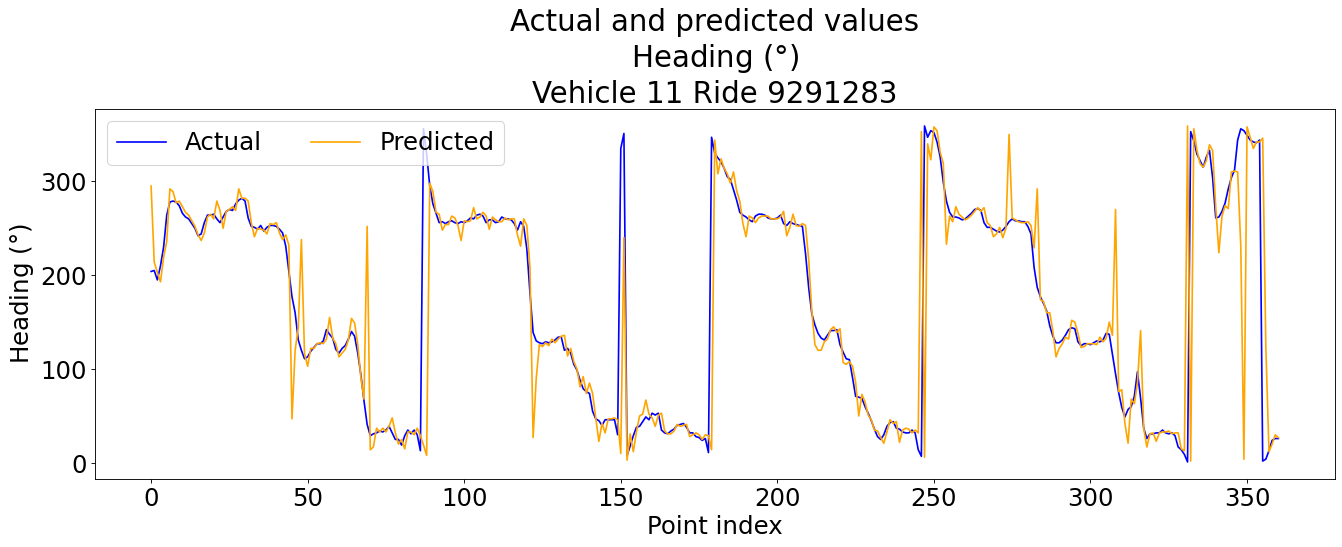 Actual and predicted values
Heading (°)
Vehicle 11 Ride 9291283
Actual Predicted
Heading (°)
300
200
100
0
0 50 100 150 200 250 300 350
Point index